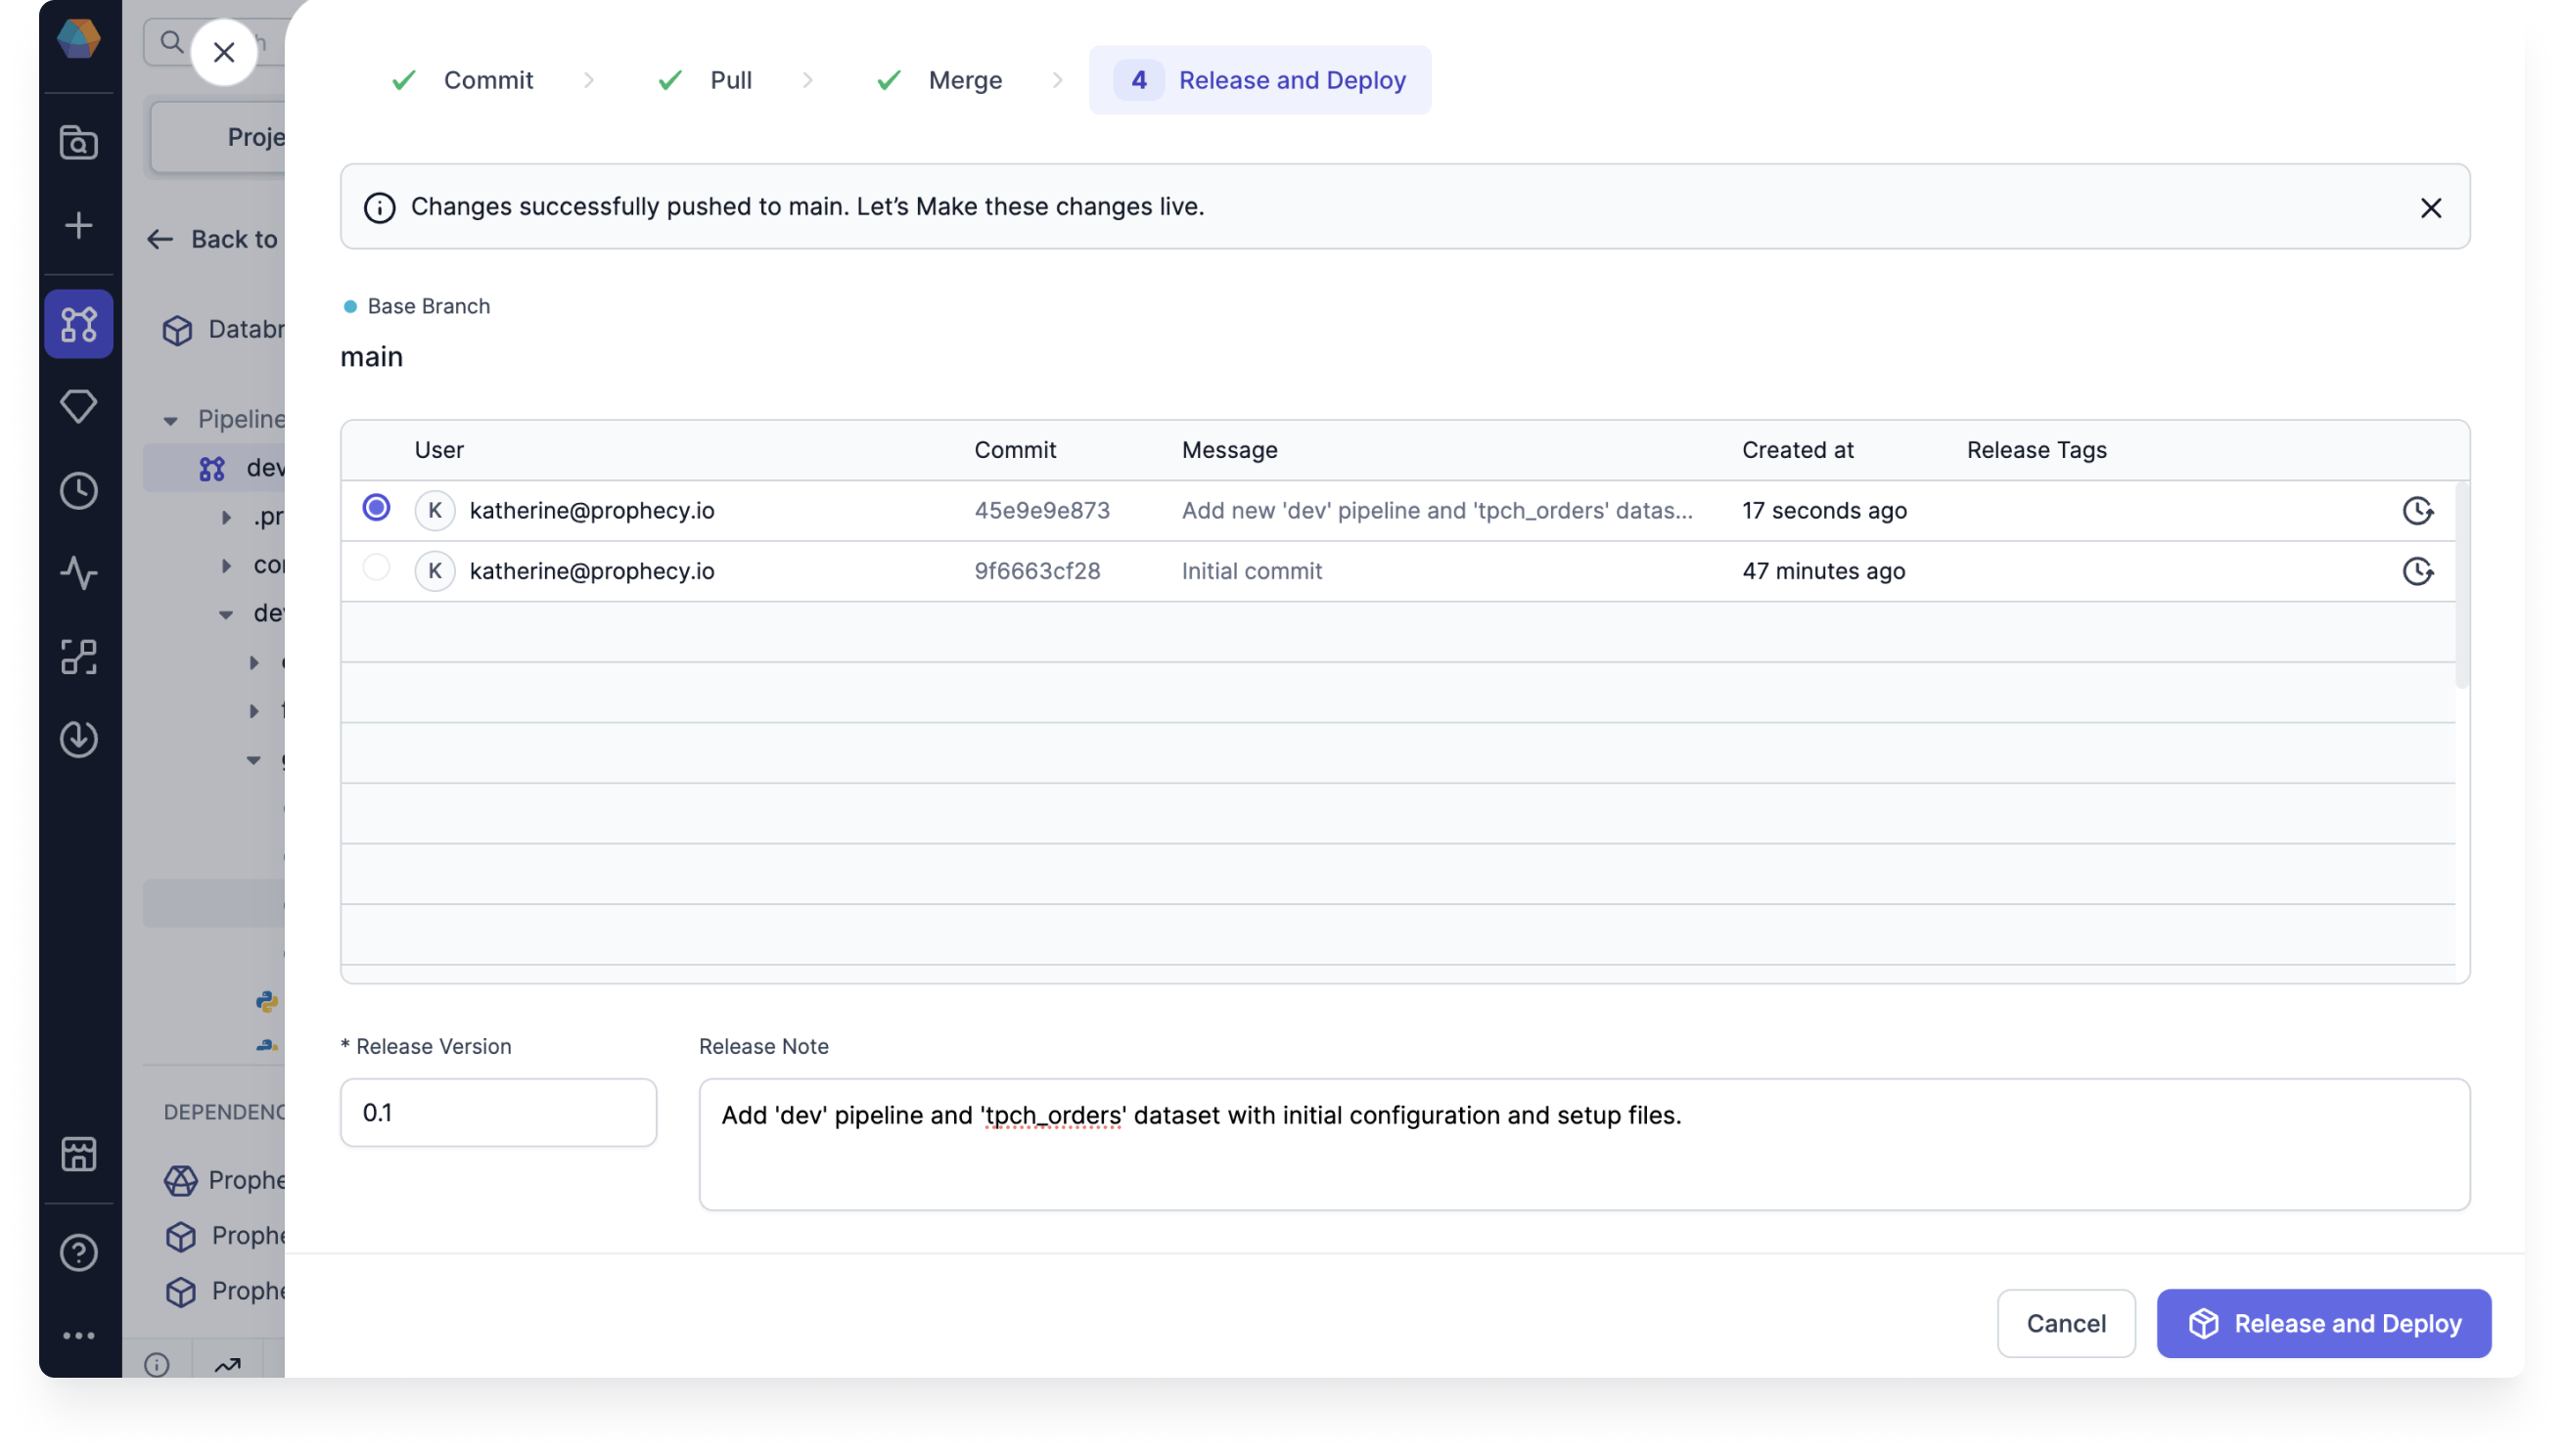 Commit
Pull
Merge
4 Release and Deploy
Changes successfully pushed to main. Let’s Make these changes live.
Base Branch
main
User Commit Message Created at Release Tags
K katherine@prophecy.io 45e9e9e873 Add new 'dev' pipeline and 'tpch_orders' datas... 17 seconds ago
K katherine@prophecy.io 9f6663cf28 Initial commit 47 minutes ago
* Release Version
0.1
Release Note
Add 'dev' pipeline and 'tpch_orders' dataset with initial configuration and setup files.
Cancel
Release and Deploy
Proje
Back to
Databr
Pipeline
dev
.pr
DEPENDENC
Prophe
Prophe
Prophe